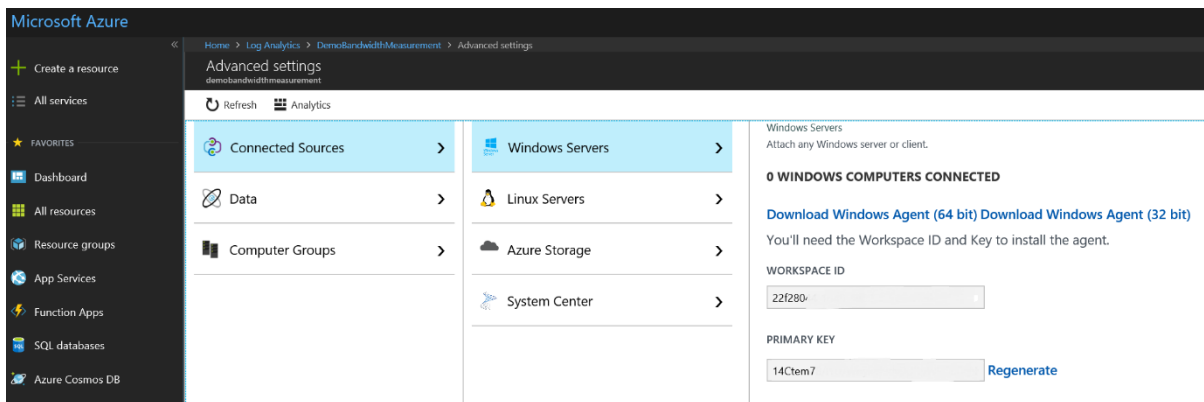 Microsoft Azure
«
Create a resource
All services
FAVORITES
Dashboard
All resources
Resource groups
App Services
Function Apps
SQL databases
Azure Cosmos DB
Home > Log Analytics > DemoBandwidthMeasurement > Advanced settings
Advanced settings
demobandwidthmeasurement
Refresh Analytics
Connected Sources >
Data >
Computer Groups >
Windows Servers >
Linux Servers >
Azure Storage >
System Center >
Windows Servers
Attach any Windows server or client.
0 WINDOWS COMPUTERS CONNECTED
Download Windows Agent (64 bit) Download Windows Agent (32 bit)
You'll need the Workspace ID and Key to install the agent.
WORKSPACE ID
22f280
PRIMARY KEY
14Ctem7 Regenerate